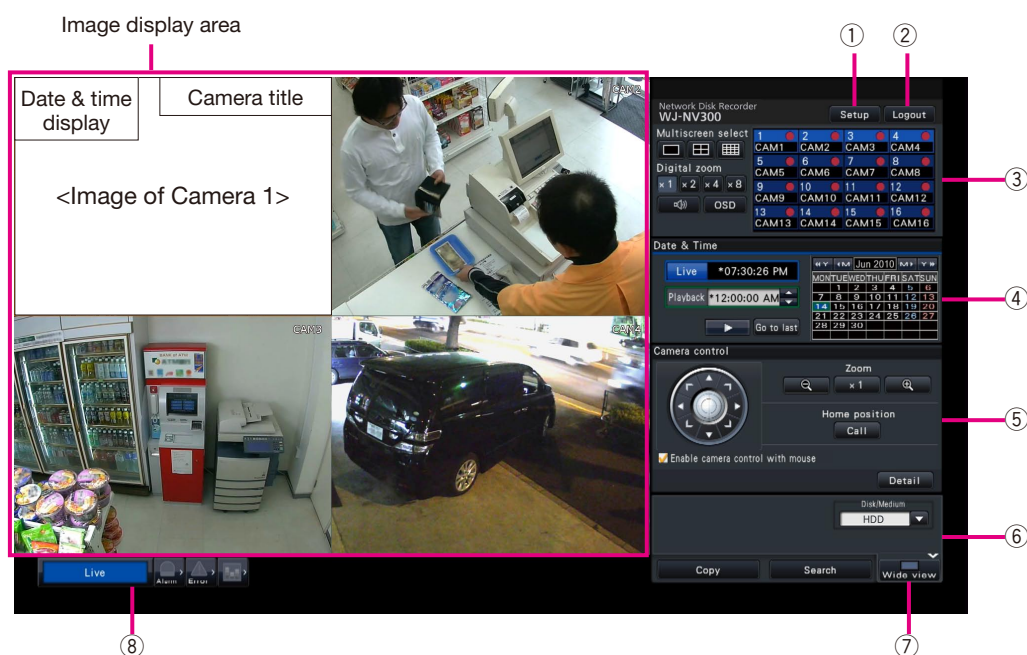 Image display area
① ②
Date & time display
Camera title
<Image of Camera 1>
CAM2
CAM3
CAM4
Network Disk Recorder
WJ-NV300
Setup Logout
Multiscreen select
Digital zoom
×1 ×2 ×4 ×8
OSD
1 2 3 4
CAM1 CAM2 CAM3 CAM4
5 6 7 8
CAM5 CAM6 CAM7 CAM8
9 10 11 12
CAM9 CAM10 CAM11 CAM12
13 14 15 16
CAM13 CAM14 CAM15 CAM16
③
Date & Time
Live *07:30:26 PM
Playback *12:00:00 AM
Go to last
Y M Jun 2010 M Y
MON TUE WED THU FRI SAT SUN
1 2 3 4 5 6
7 8 9 10 11 12 13
14 15 16 17 18 19 20
21 22 23 24 25 26 27
28 29 30
④
Camera control
Zoom
×1
Home position
Call
Enable camera control with mouse
Detail
⑤
Disk/Medium
HDD
⑥
Copy Search Wide view
Live Alarm Error
⑧ ⑦